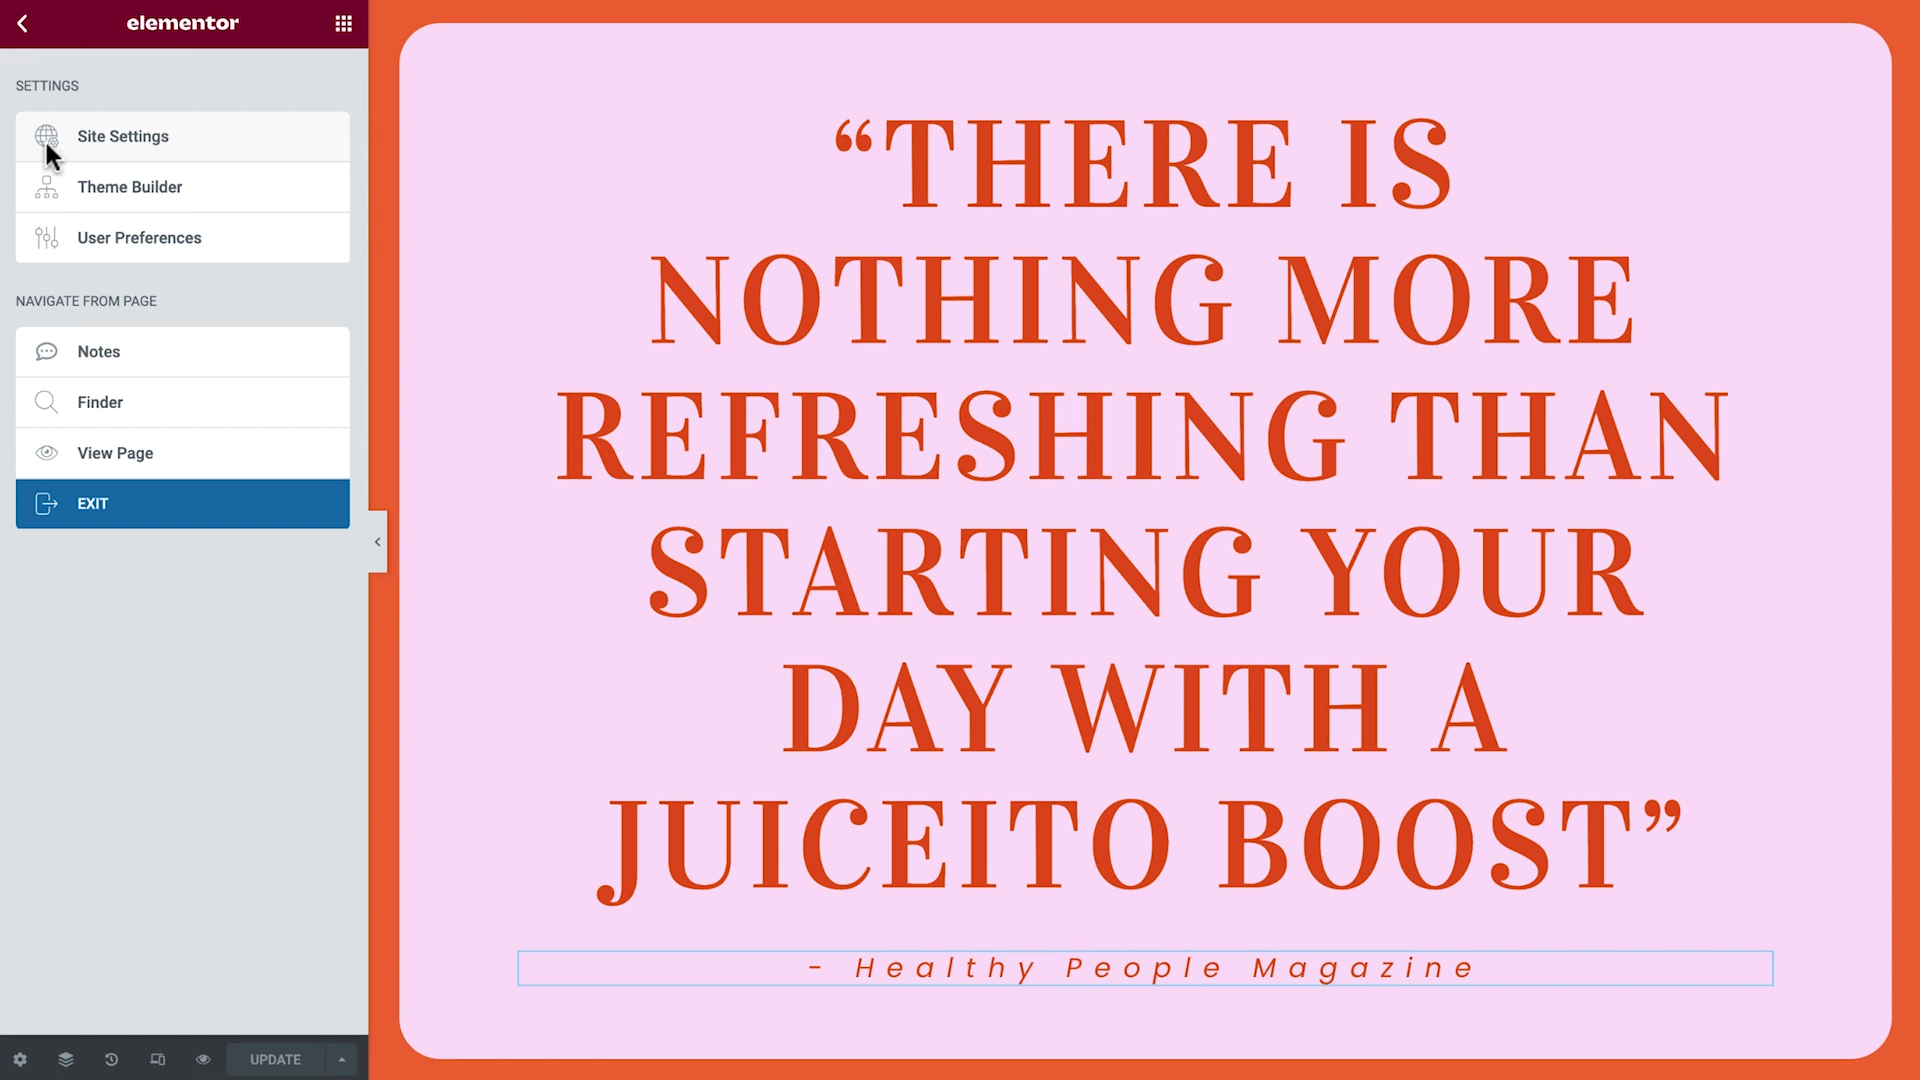 elementor
SETTINGS
Site Settings
Theme Builder
User Preferences
NAVIGATE FROM PAGE
Notes
Finder
View Page
EXIT
UPDATE
“THERE IS
NOTHING MORE
REFRESHING THAN
STARTING YOUR
DAY WITH A
JUICEITO BOOST”
- Healthy People Magazine